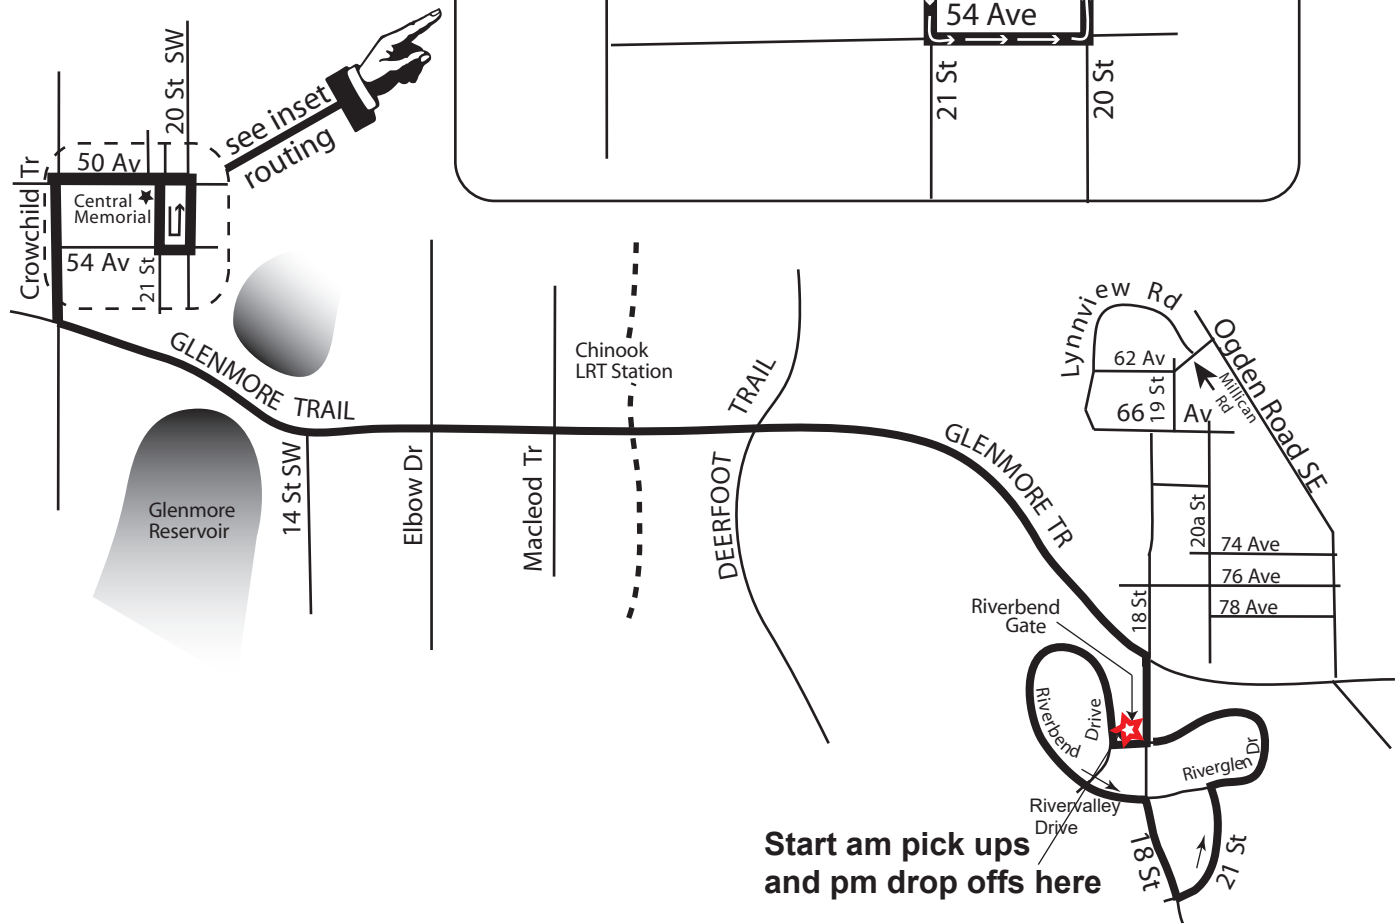 54 Ave
21 St
20 St
20 St SW
see inset
routing
50 Av
Crowchild Tr
Central
Memorial
54 Av
21 St
GLENMORE TRAIL
Chinook
LRT Station
Glenmore
Reservoir
14 St SW
Elbow Dr
Macleod Tr
DEERFOOT TRAIL
GLENMORE TR
Lynnview Rd
62 Av
19 St
66 Av
Millican
Rd
Ogden Road SE
20a St
74 Ave
76 Ave
78 Ave
18 St
Riverbend
Gate
Riverbend Drive
Riverglen Dr
Rivervalley
Drive
18 St
21 St
Start am pick ups
and pm drop offs here